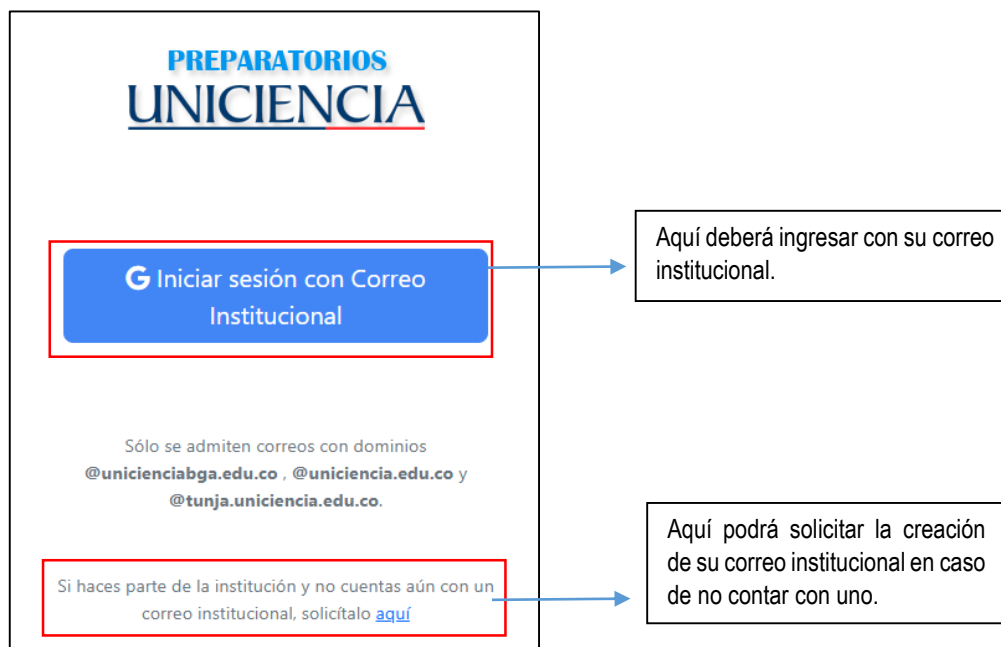 PREPARATORIOS
UNICIENCIA
G Iniciar sesión con Correo
Institucional
Aquí deberá ingresar con su correo
institucional.
Sólo se admiten correos con dominios
@unicienciabga.edu.co , @uniciencia.edu.co y
@tunja.uniciencia.edu.co.
Si haces parte de la institución y no cuentas aún con un
correo institucional, solicítalo aquí
Aquí podrá solicitar la creación
de su correo institucional en caso
de no contar con uno.